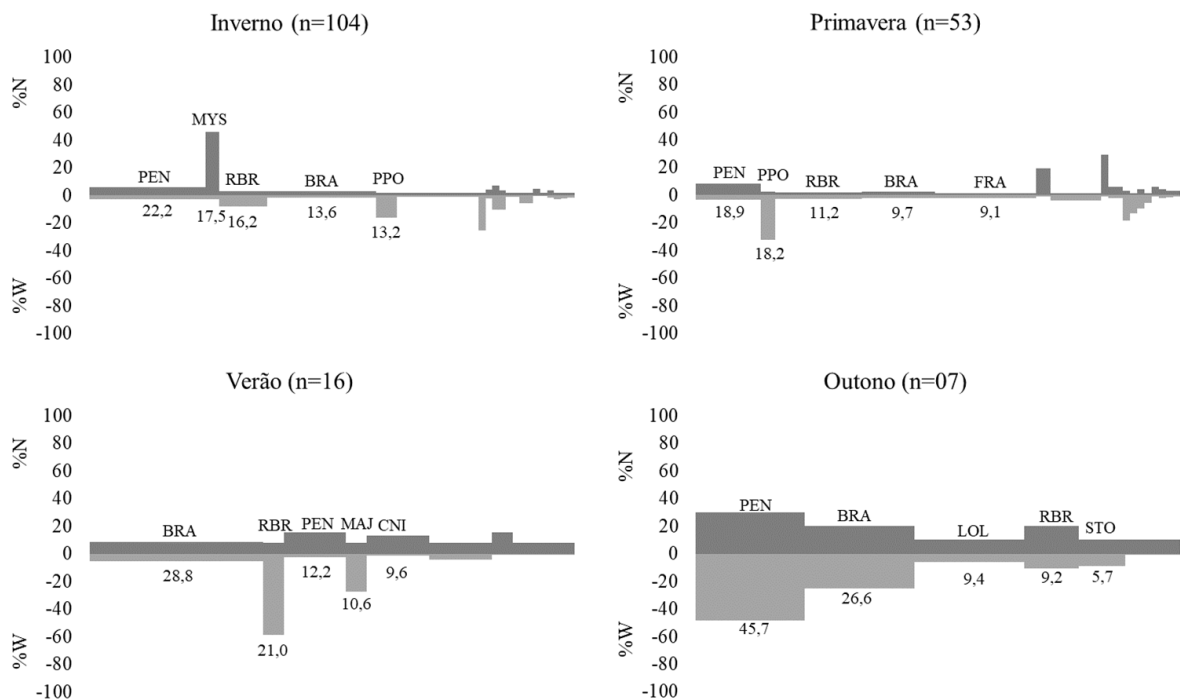 Inverno (n=104)
%N
%W
100
80
60
40
20
0
-20
-40
-60
-80
-100
PEN
MYS
RBR
BRA
PPO
22,2
17,5
16,2
13,6
13,2
Primavera (n=53)
%N
%W
100
80
60
40
20
0
-20
-40
-60
-80
-100
PEN
PPO
RBR
BRA
FRA
18,9
18,2
11,2
9,7
9,1
Verão (n=16)
%N
%W
100
80
60
40
20
0
-20
-40
-60
-80
-100
BRA
RBR
PEN
MAJ
CNI
28,8
21,0
12,2
10,6
9,6
Outono (n=07)
%N
%W
100
80
60
40
20
0
-20
-40
-60
-80
-100
PEN
BRA
LOL
RBR
STO
45,7
26,6
9,4
9,2
5,7